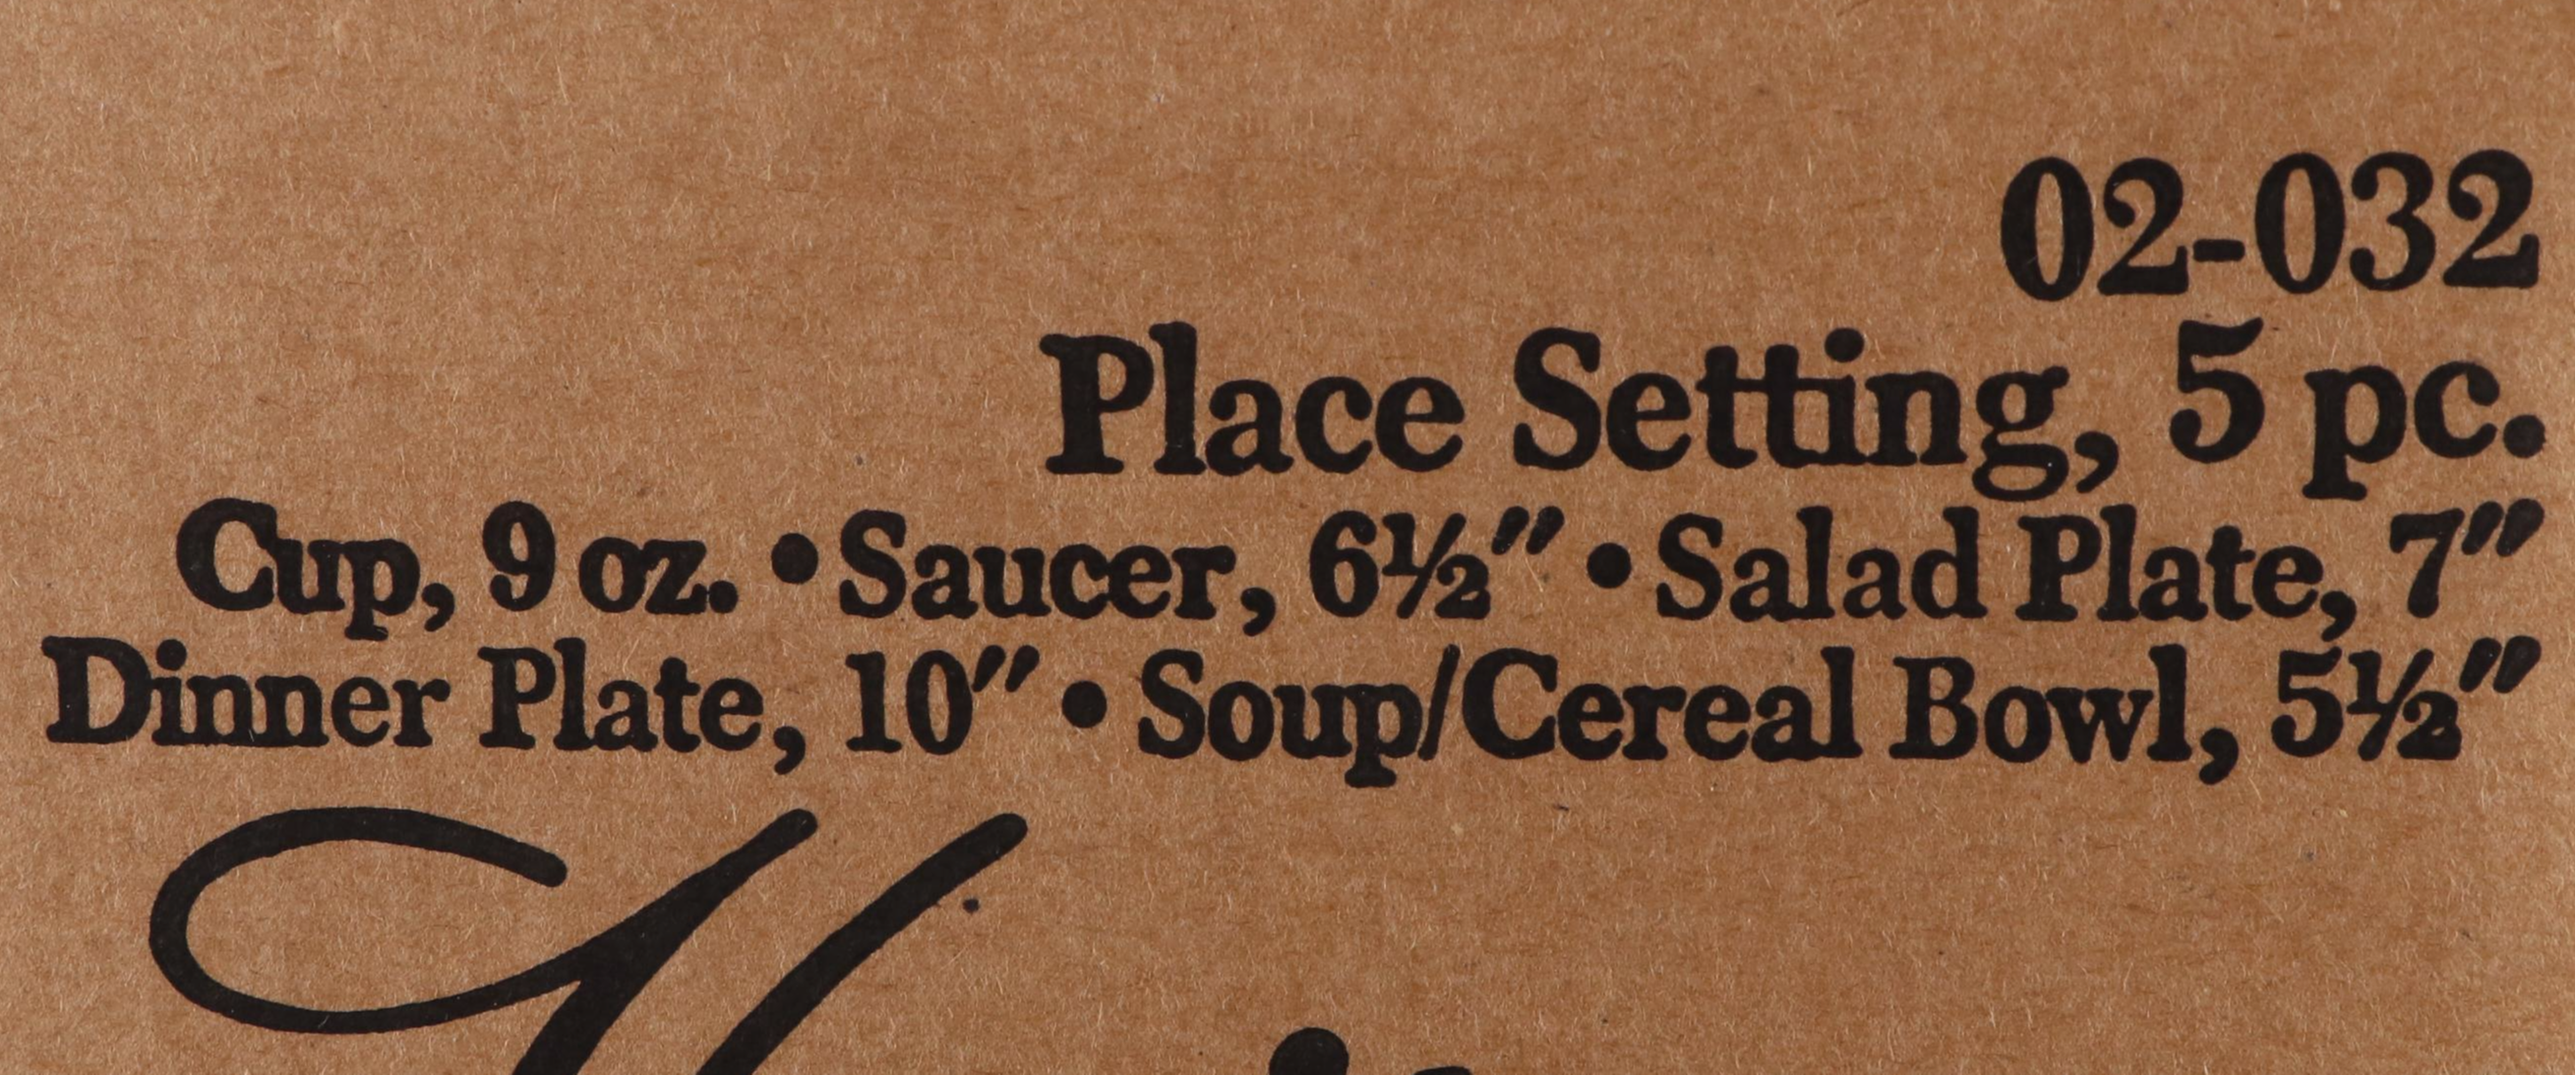 02-032
Place Setting, 5 pc.
Cup, 9 oz. • Saucer, 6½″ • Salad Plate, 7″
Dinner Plate, 10″ • Soup/Cereal Bowl, 5½″